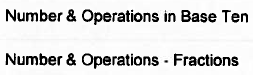 Number & Operations in Base Ten
Number & Operations - Fractions